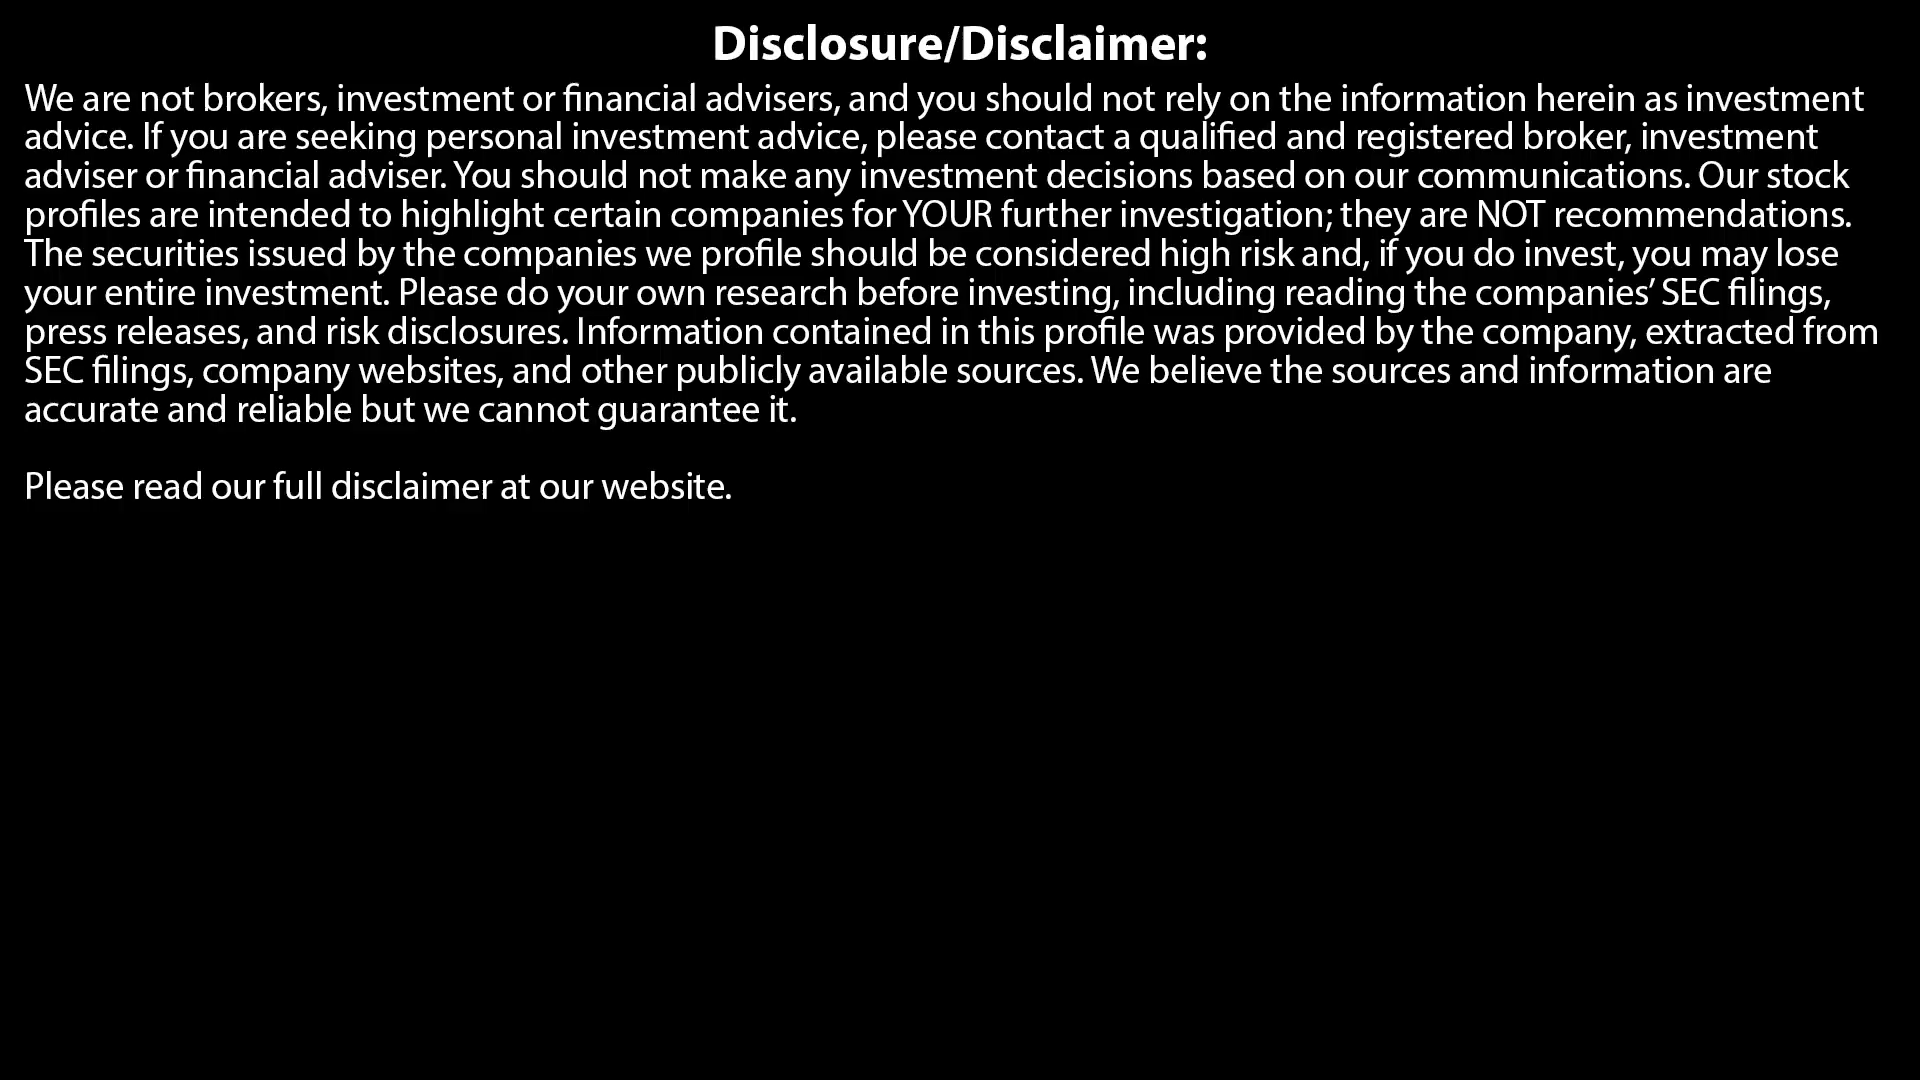 Disclosure/Disclaimer:
We are not brokers, investment or financial advisers, and you should not rely on the information herein as investment
advice. If you are seeking personal investment advice, please contact a qualified and registered broker, investment
adviser or financial adviser. You should not make any investment decisions based on our communications. Our stock
profiles are intended to highlight certain companies for YOUR further investigation; they are NOT recommendations.
The securities issued by the companies we profile should be considered high risk and, if you do invest, you may lose
your entire investment. Please do your own research before investing, including reading the companies’ SEC filings,
press releases, and risk disclosures. Information contained in this profile was provided by the company, extracted from
SEC filings, company websites, and other publicly available sources. We believe the sources and information are
accurate and reliable but we cannot guarantee it.
Please read our full disclaimer at our website.